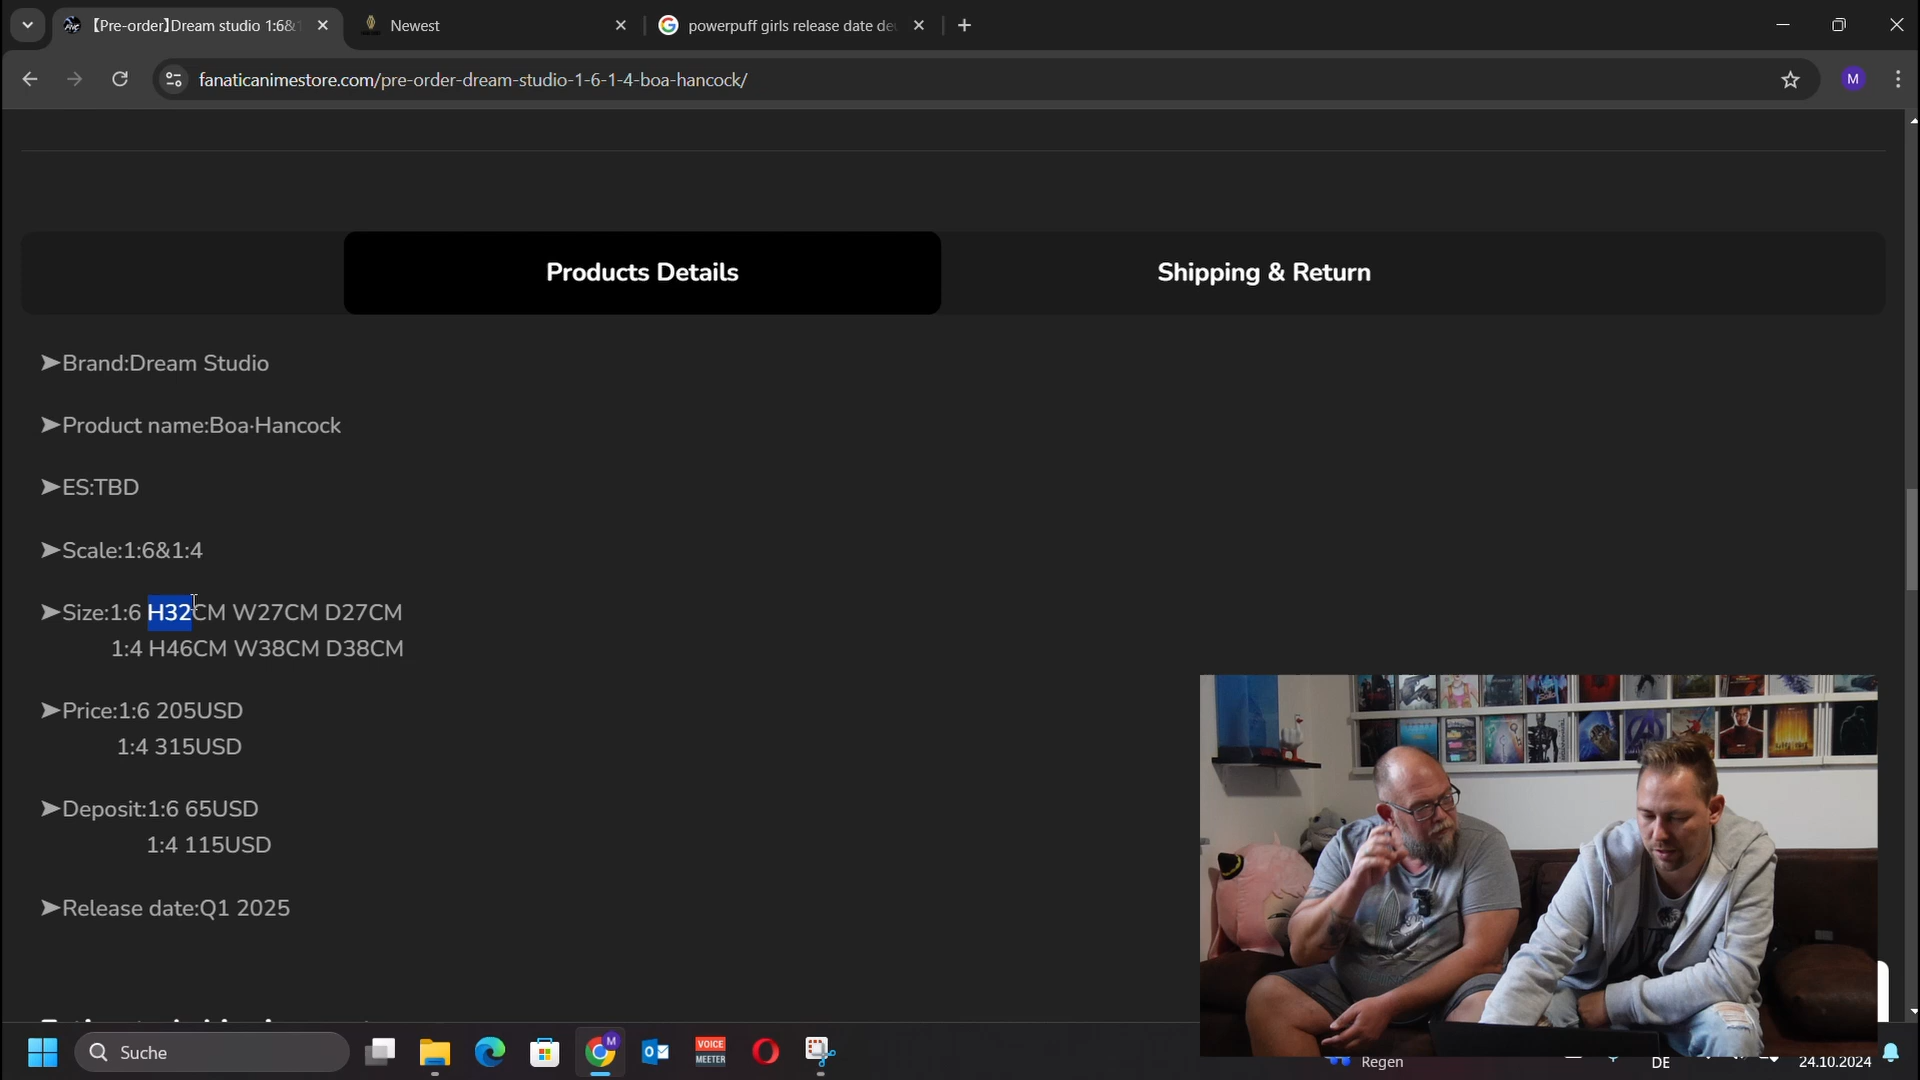 【Pre-order】Dream studio 1:6&1
Newest
powerpuff girls release date de
fanaticanimestore.com/pre-order-dream-studio-1-6-1-4-boa-hancock/
M
Products Details
Shipping & Return
➤Brand:Dream Studio
➤Product name:Boa·Hancock
➤ES:TBD
➤Scale:1:6&1:4
➤Size:1:6 H32CM W27CM D27CM
1:4 H46CM W38CM D38CM
➤Price:1:6 205USD
1:4 315USD
➤Deposit:1:6 65USD
1:4 115USD
➤Release date:Q1 2025
Suche
M
VOICE
MEETER
Regen
DE
24.10.2024